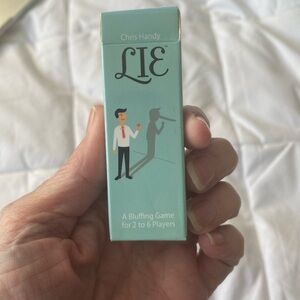 Chris Handy
LIE
A Bluffing Game
for 2 to 6 Players